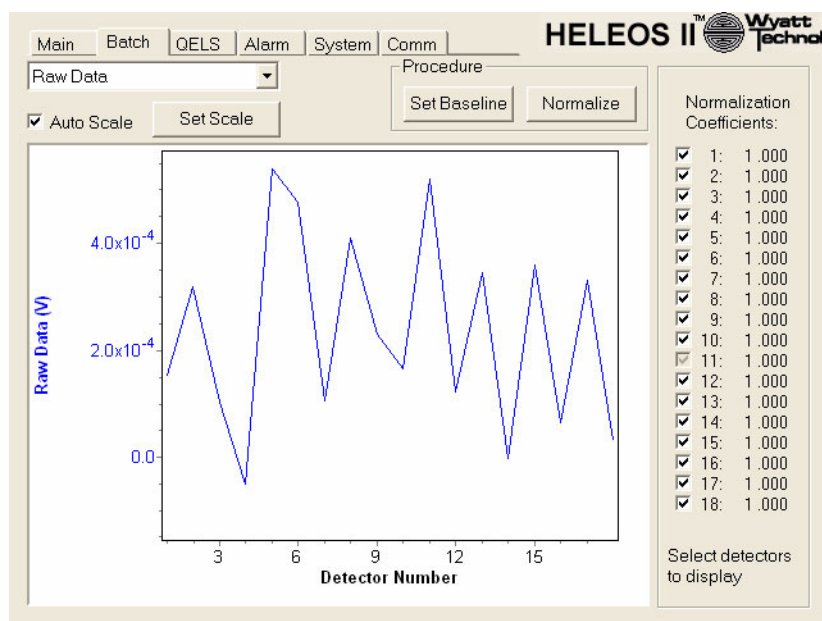 HELEOS II™ Wyatt
Technol
Main Batch QELS Alarm System Comm
Raw Data
Procedure
Auto Scale Set Scale Set Baseline Normalize
Normalization
Coefficients:
1: 1.000
2: 1.000
3: 1.000
4: 1.000
5: 1.000
6: 1.000
7: 1.000
8: 1.000
9: 1.000
10: 1.000
11: 1.000
12: 1.000
13: 1.000
14: 1.000
15: 1.000
16: 1.000
17: 1.000
18: 1.000
Select detectors
to display
Raw Data (V)
4.0x10⁻⁴
2.0x10⁻⁴
0.0
3 6 9 12 15
Detector Number